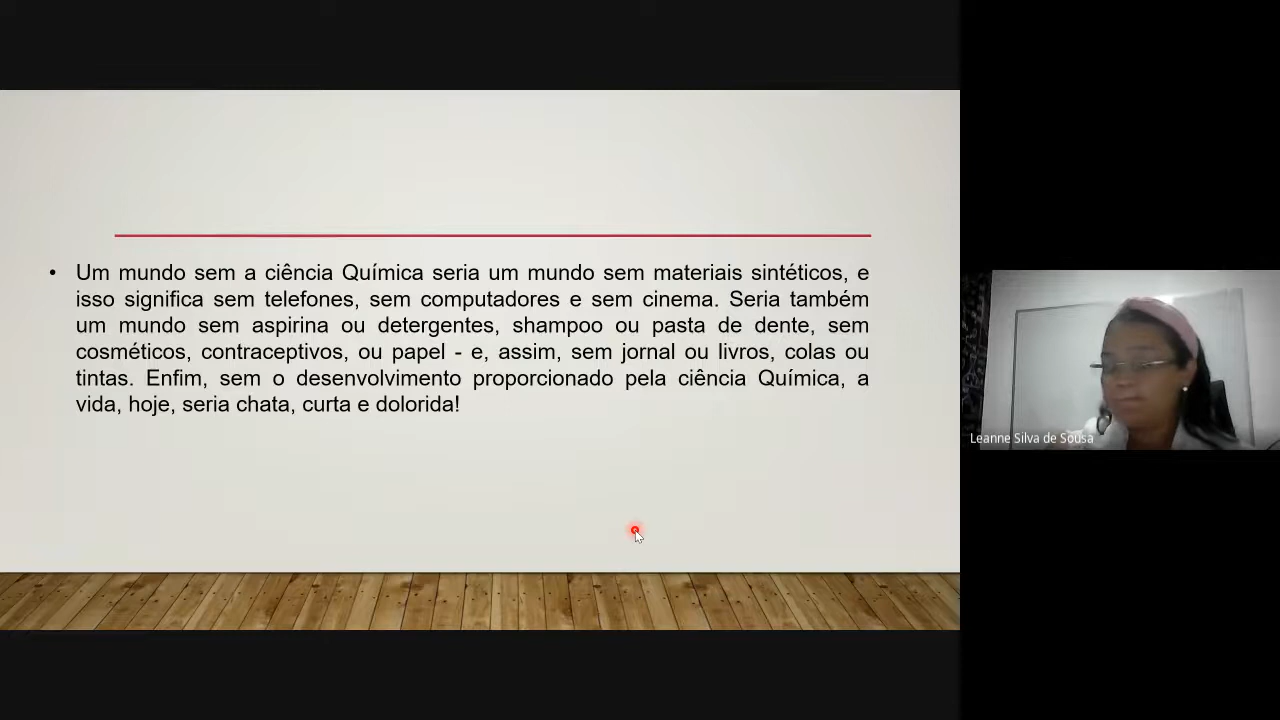 • Um mundo sem a ciência Química seria um mundo sem materiais sintéticos, e
isso significa sem telefones, sem computadores e sem cinema. Seria também
um mundo sem aspirina ou detergentes, shampoo ou pasta de dente, sem
cosméticos, contraceptivos, ou papel - e, assim, sem jornal ou livros, colas ou
tintas. Enfim, sem o desenvolvimento proporcionado pela ciência Química, a
vida, hoje, seria chata, curta e dolorida!
Leanne Silva de Sousa